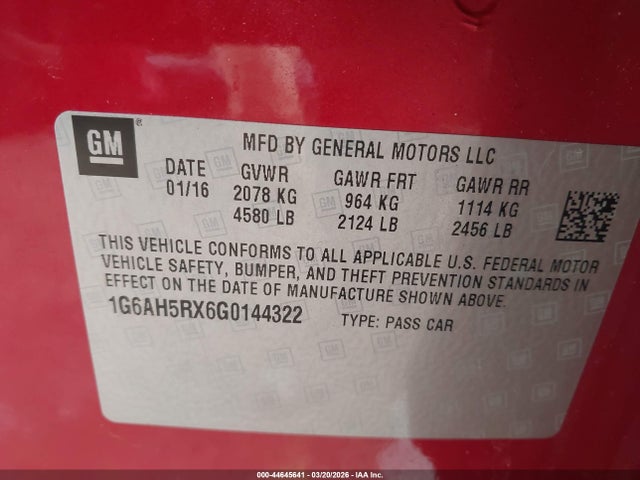 GM ®
MFD BY GENERAL MOTORS LLC
DATE GVWR GAWR FRT GAWR RR
01/16 2078 KG 964 KG 1114 KG
4580 LB 2124 LB 2456 LB
THIS VEHICLE CONFORMS TO ALL APPLICABLE U.S. FEDERAL MOTOR
VEHICLE SAFETY, BUMPER, AND THEFT PREVENTION STANDARDS IN
EFFECT ON THE DATE OF MANUFACTURE SHOWN ABOVE.
1G6AH5RX6G0144322 TYPE: PASS CAR
000-44645641 - 03/20/2026 - IAA Inc.